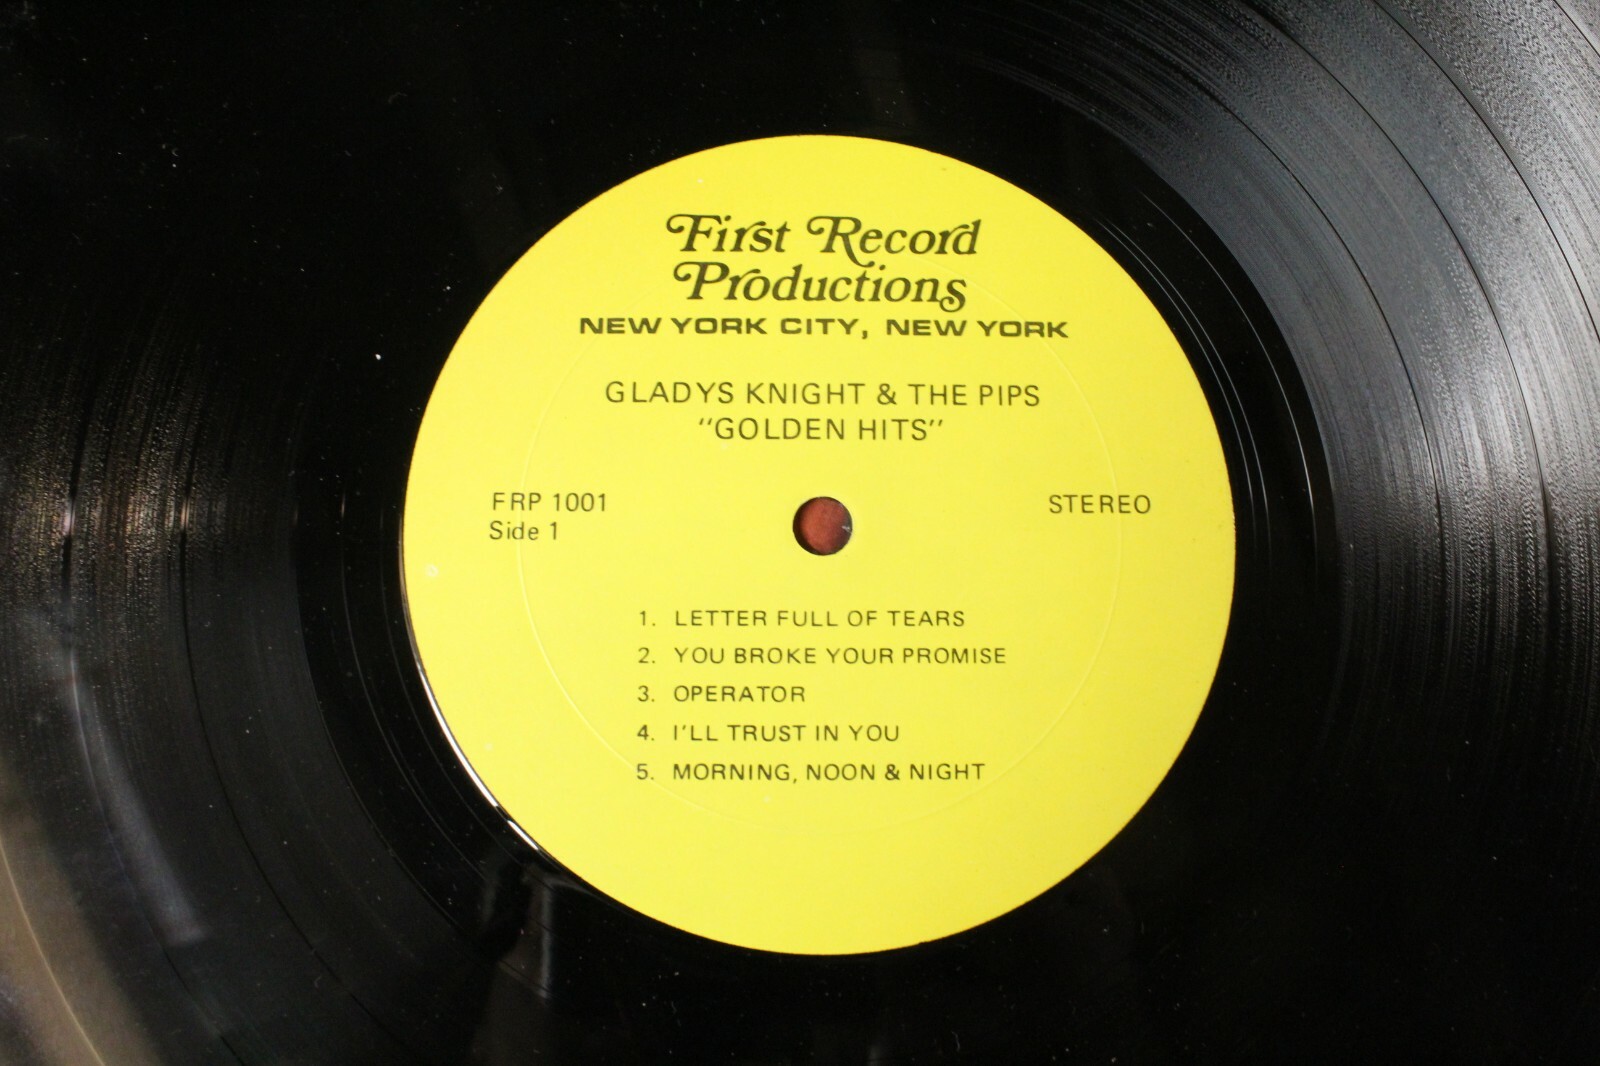 First Record
Productions
NEW YORK CITY, NEW YORK
GLADYS KNIGHT & THE PIPS
"GOLDEN HITS"
FRP 1001
Side 1
STEREO
1. LETTER FULL OF TEARS
2. YOU BROKE YOUR PROMISE
3. OPERATOR
4. I'LL TRUST IN YOU
5. MORNING, NOON & NIGHT